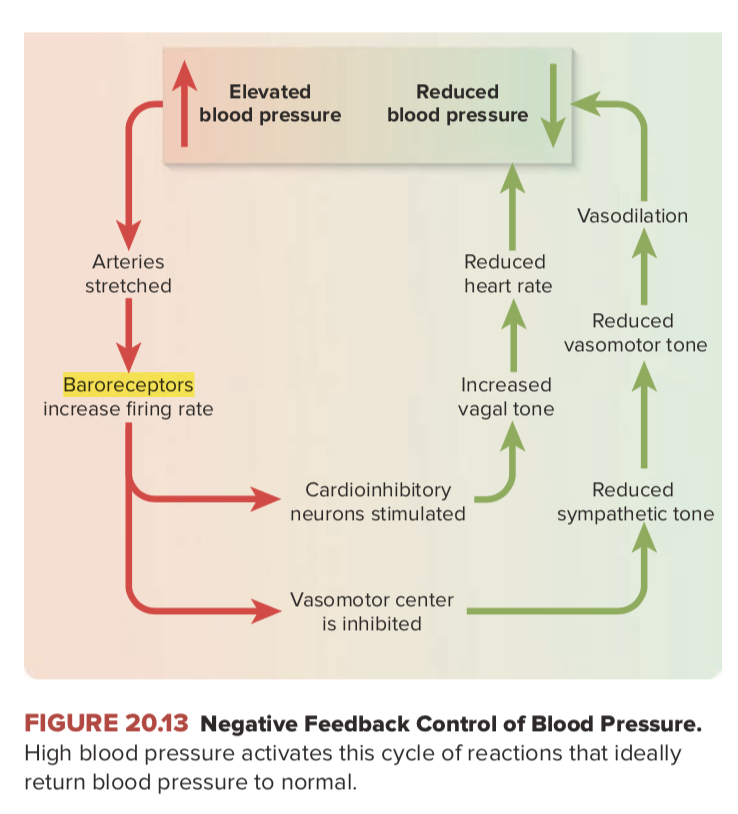 Elevated
blood pressure
Reduced
blood pressure
Arteries
stretched
Baroreceptors
increase firing rate
Cardioinhibitory
neurons stimulated
Increased
vagal tone
Reduced
heart rate
Vasomotor center
is inhibited
Reduced
sympathetic tone
Reduced
vasomotor tone
Vasodilation
FIGURE 20.13 Negative Feedback Control of Blood Pressure.
High blood pressure activates this cycle of reactions that ideally
return blood pressure to normal.